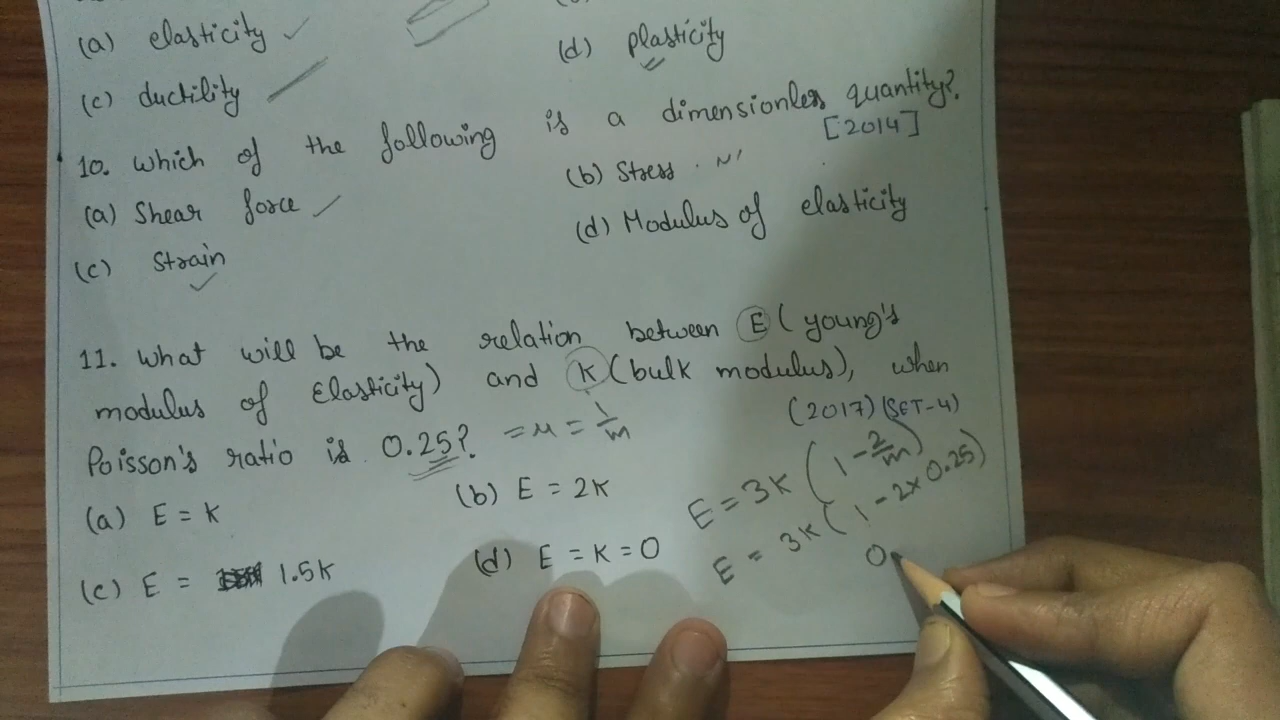 (a) elasticity
(d) plasticity
(c) ductility
10. which of the following is a dimensionles quantity?
[2014]
(a) Shear force
(b) Stress . N/
(c) Strain
(d) Modulus of elasticity
11. What will be the relation between E (young's
modulus of Elasticity) and K (bulk modulus), when
(2017) (SET-4)
Poisson's ratio is 0.25? = μ = 1/m
(a) E = K
(b) E = 2K
(c) E = 1.5K
(d) E = K = 0
E = 3K (1 - 2/m)
E = 3K (1 - 2 x 0.25)
0.